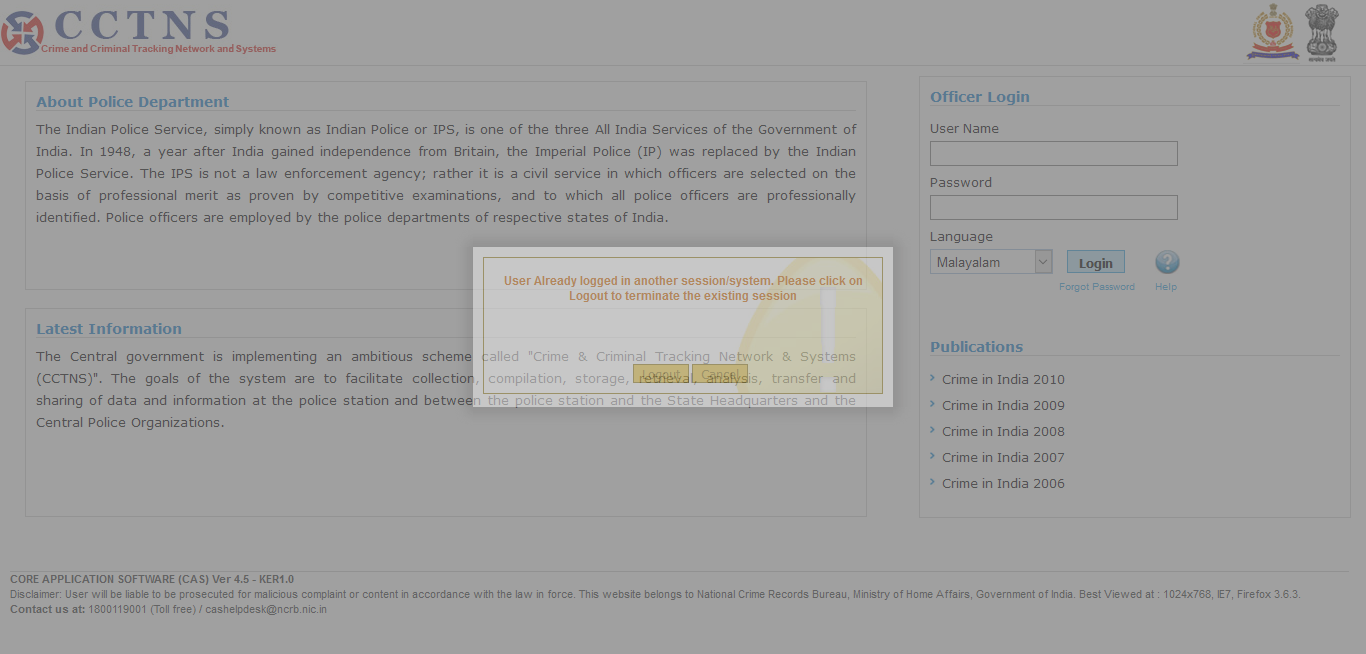 CCTNS
Crime and Criminal Tracking Network and Systems
About Police Department
The Indian Police Service, simply known as Indian Police or IPS, is one of the three All India Services of the Government of
India. In 1948, a year after India gained independence from Britain, the Imperial Police (IP) was replaced by the Indian
Police Service. The IPS is not a law enforcement agency; rather it is a civil service in which officers are selected on the
basis of professional merit as proven by competitive examinations, and to which all police officers are professionally
identified. Police officers are employed by the police departments of respective states of India.
Latest Information
The Central government is implementing an ambitious scheme called "Crime & Criminal Tracking Network & Systems
(CCTNS)". The goals of the system are to facilitate collection, compilation, storage, retrieval, analysis, transfer and
sharing of data and information at the police station and between the police station and the State Headquarters and the
Central Police Organizations.
User Already logged in another session/system. Please click on
Logout to terminate the existing session
Logout Cancel
Officer Login
User Name
Password
Language
Malayalam Login ?
Forgot Password Help
Publications
Crime in India 2010
Crime in India 2009
Crime in India 2008
Crime in India 2007
Crime in India 2006
CORE APPLICATION SOFTWARE (CAS) Ver 4.5 - KER1.0
Disclaimer: User will be liable to be prosecuted for malicious complaint or content in accordance with the law in force. This website belongs to National Crime Records Bureau, Ministry of Home Affairs, Government of India. Best Viewed at : 1024x768, IE7, Firefox 3.6.3.
Contact us at: 1800119001 (Toll free) / cashelpdesk@ncrb.nic.in